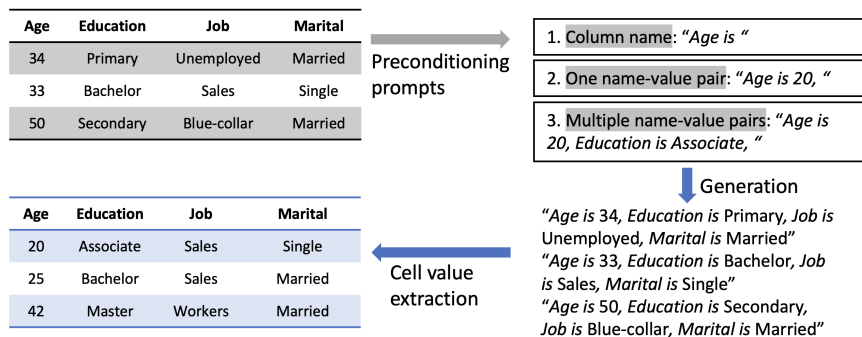 Age Education Job Marital
34 Primary Unemployed Married
33 Bachelor Sales Single
50 Secondary Blue-collar Married
Preconditioning
prompts
1. Column name: “Age is “
2. One name-value pair: “Age is 20, “
3. Multiple name-value pairs: “Age is
20, Education is Associate, “
Generation
“Age is 34, Education is Primary, Job is
Unemployed, Marital is Married”
“Age is 33, Education is Bachelor, Job
is Sales, Marital is Single”
“Age is 50, Education is Secondary,
Job is Blue-collar, Marital is Married”
Cell value
extraction
Age Education Job Marital
20 Associate Sales Single
25 Bachelor Sales Married
42 Master Workers Married